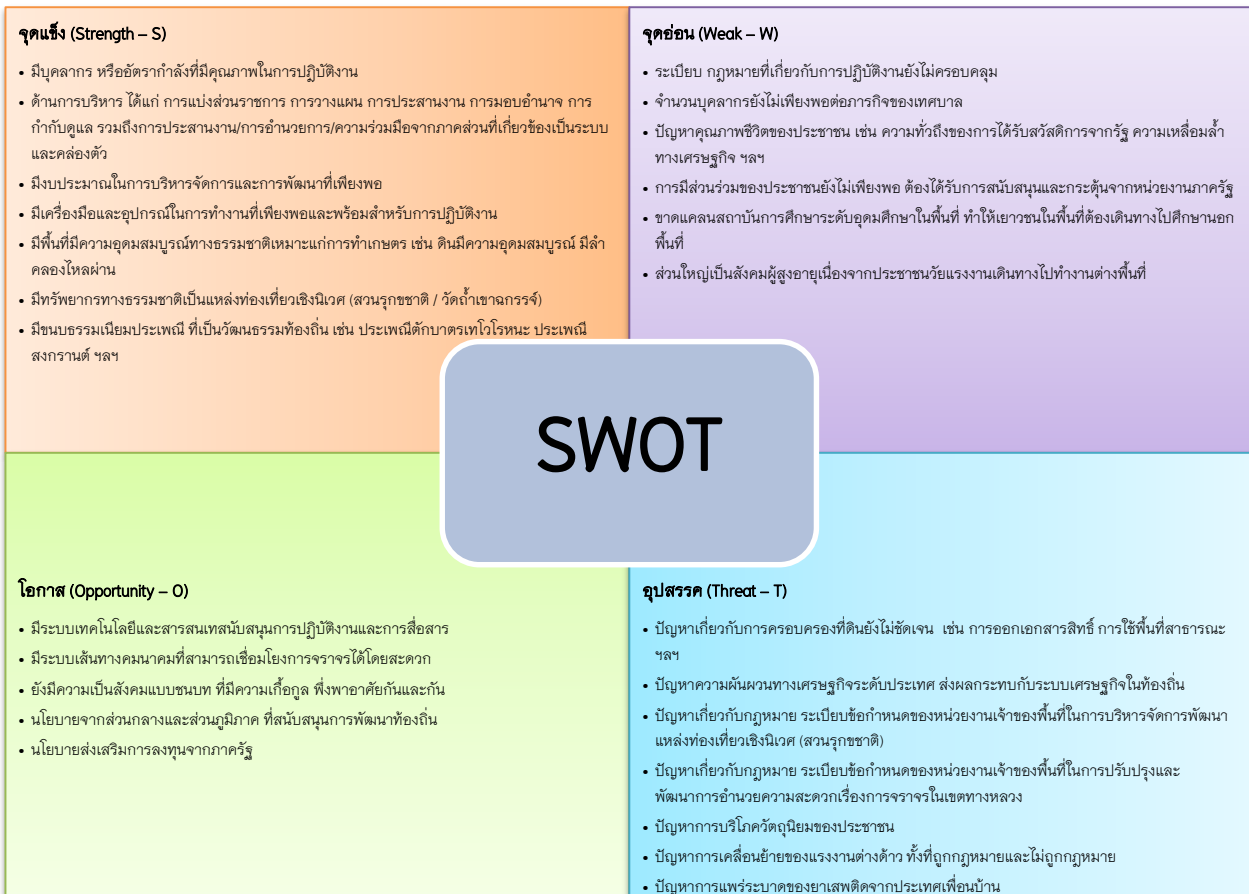 จุดแข็ง (Strength – S)
• มีบุคลากร หรืออัตรากำลังที่มีคุณภาพในการปฏิบัติงาน
• ด้านการบริหาร ได้แก่ การแบ่งส่วนราชการ การวางแผน การประสานงาน การมอบอำนาจ การ
กำกับดูแล รวมถึงการประสานงาน/การอำนวยการ/ความร่วมมือจากภาคส่วนที่เกี่ยวข้องเป็นระบบ
และคล่องตัว
• มีงบประมาณในการบริหารจัดการและการพัฒนาที่เพียงพอ
• มีเครื่องมือและอุปกรณ์ในการทำงานที่เพียงพอและพร้อมสำหรับการปฏิบัติงาน
• มีพื้นที่มีความอุดมสมบูรณ์ทางธรรมชาติเหมาะแก่การทำเกษตร เช่น ดินมีความอุดมสมบูรณ์ มีลำ
คลองไหลผ่าน
• มีทรัพยากรทางธรรมชาติเป็นแหล่งท่องเที่ยวเชิงนิเวศ (สวนรุกขชาติ / วัดถ้ำเขาฉกรรจ์)
• มีขนบธรรมเนียมประเพณี ที่เป็นวัฒนธรรมท้องถิ่น เช่น ประเพณีตักบาตรเทโวโรหนะ ประเพณี
สงกรานต์ ฯลฯ
จุดอ่อน (Weak – W)
• ระเบียบ กฎหมายที่เกี่ยวกับการปฏิบัติงานยังไม่ครอบคลุม
• จำนวนบุคลากรยังไม่เพียงพอต่อภารกิจของเทศบาล
• ปัญหาคุณภาพชีวิตของประชาชน เช่น ความทั่วถึงของการได้รับสวัสดิการจากรัฐ ความเหลื่อมล้ำ
ทางเศรษฐกิจ ฯลฯ
• การมีส่วนร่วมของประชาชนยังไม่เพียงพอ ต้องได้รับการสนับสนุนและกระตุ้นจากหน่วยงานภาครัฐ
• ขาดแคลนสถาบันการศึกษาระดับอุดมศึกษาในพื้นที่ ทำให้เยาวชนในพื้นที่ต้องเดินทางไปศึกษานอก
พื้นที่
• ส่วนใหญ่เป็นสังคมผู้สูงอายุเนื่องจากประชาชนวัยแรงงานเดินทางไปทำงานต่างพื้นที่
SWOT
โอกาส (Opportunity – O)
• มีระบบเทคโนโลยีและสารสนเทสนับสนุนการปฏิบัติงานและการสื่อสาร
• มีระบบเส้นทางคมนาคมที่สามารถเชื่อมโยงการจราจรได้โดยสะดวก
• ยังมีความเป็นสังคมแบบชนบท ที่มีความเกื้อกูล พึ่งพาอาศัยกันและกัน
• นโยบายจากส่วนกลางและส่วนภูมิภาค ที่สนับสนุนการพัฒนาท้องถิ่น
• นโยบายส่งเสริมการลงทุนจากภาครัฐ
อุปสรรค (Threat – T)
• ปัญหาเกี่ยวกับการครอบครองที่ดินยังไม่ชัดเจน เช่น การออกเอกสารสิทธิ์ การใช้พื้นที่สาธารณะ
ฯลฯ
• ปัญหาความผันผวนทางเศรษฐกิจระดับประเทศ ส่งผลกระทบกับระบบเศรษฐกิจในท้องถิ่น
• ปัญหาเกี่ยวกับกฎหมาย ระเบียบข้อกำหนดของหน่วยงานเจ้าของพื้นที่ในการบริหารจัดการพัฒนา
แหล่งท่องเที่ยวเชิงนิเวศ (สวนรุกขชาติ)
• ปัญหาเกี่ยวกับกฎหมาย ระเบียบข้อกำหนดของหน่วยงานเจ้าของพื้นที่ในการปรับปรุงและ
พัฒนาการอำนวยความสะดวกเรื่องการจราจรในเขตทางหลวง
• ปัญหาการบริโภควัตถุนิยมของประชาชน
• ปัญหาการเคลื่อนย้ายของแรงงานต่างด้าว ทั้งที่ถูกกฎหมายและไม่ถูกกฎหมาย
• ปัญหาการแพร่ระบาดของยาเสพติดจากประเทศเพื่อนบ้าน